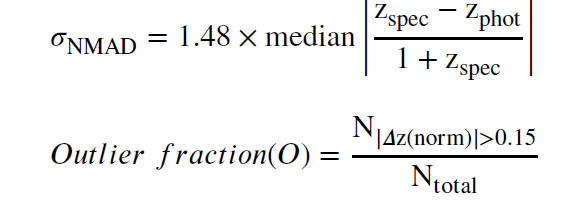 σ_NMAD = 1.48 × median |(z_spec − z_phot) / (1 + z_spec)|
Outlier fraction(O) = N_|Δz(norm)|>0.15 / N_total